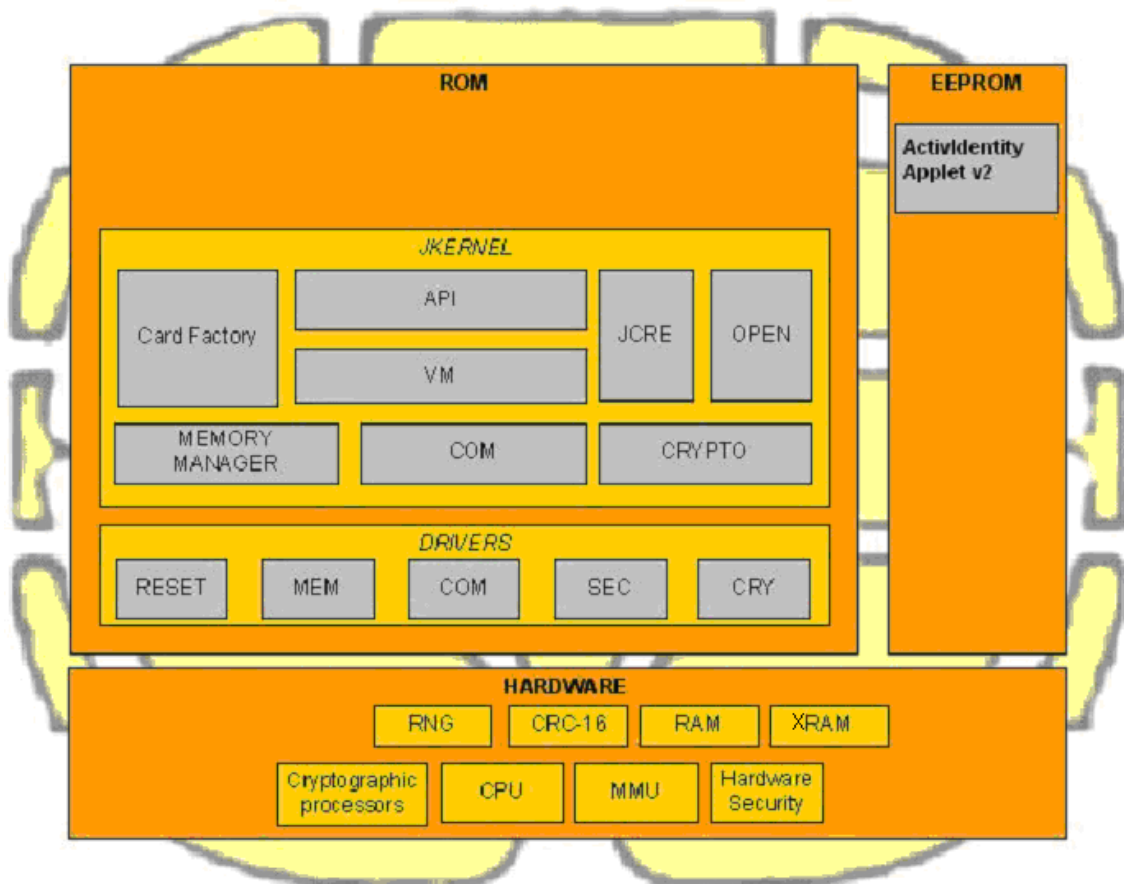 ROM
EEPROM
ActivIdentity
Applet v2
JKERNEL
Card Factory
API
VM
JCRE
OPEN
MEMORY
MANAGER
COM
CRYPTO
DRIVERS
RESET
MEM
COM
SEC
CRY
HARDWARE
RNG
CRC-16
RAM
XRAM
Cryptographic
processors
CPU
MMU
Hardware
Security